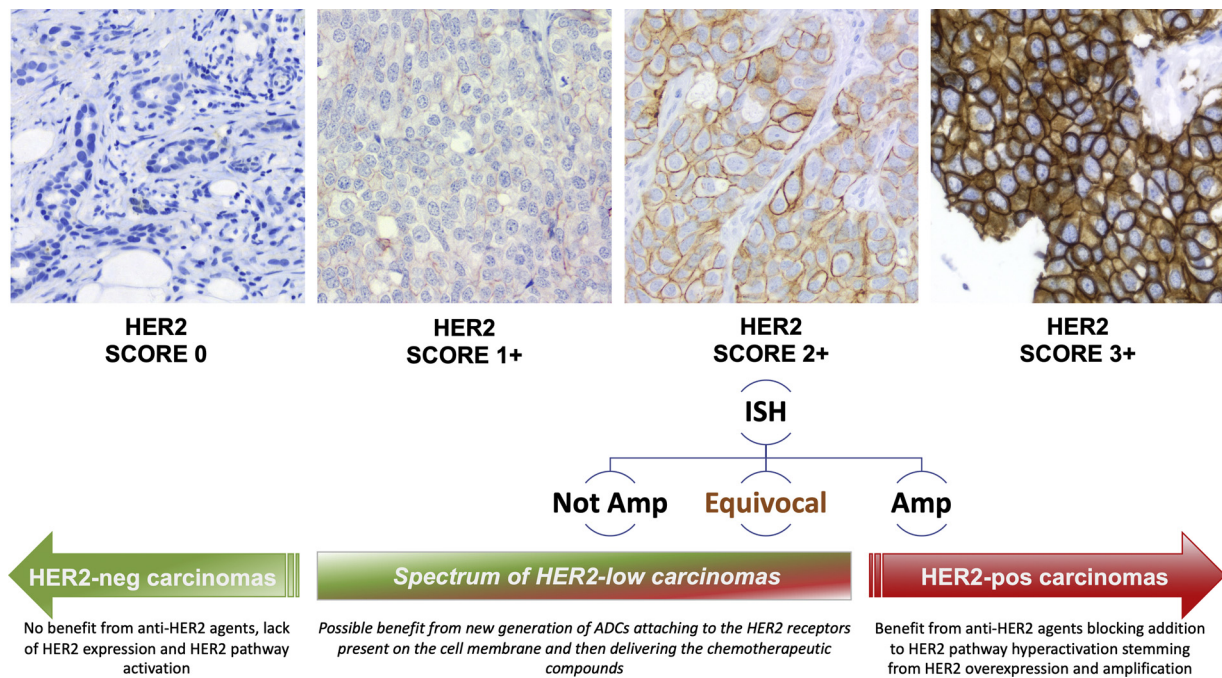 HER2
SCORE 0
HER2
SCORE 1+
HER2
SCORE 2+
HER2
SCORE 3+
ISH
Not Amp
Equivocal
Amp
HER2-neg carcinomas
Spectrum of HER2-low carcinomas
HER2-pos carcinomas
No benefit from anti-HER2 agents, lack
of HER2 expression and HER2 pathway
activation
Possible benefit from new generation of ADCs attaching to the HER2 receptors
present on the cell membrane and then delivering the chemotherapeutic
compounds
Benefit from anti-HER2 agents blocking addition
to HER2 pathway hyperactivation stemming
from HER2 overexpression and amplification